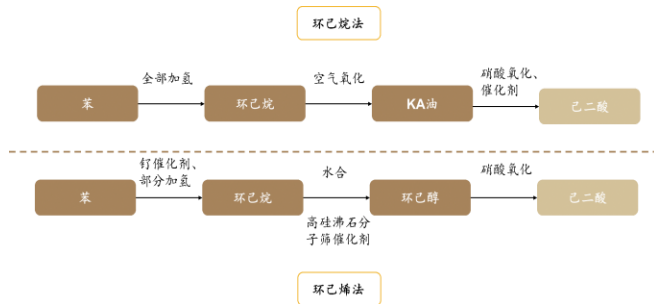 环己烷法
全部加氢
空气氧化
硝酸氧化、
催化剂
苯
环己烷
KA油
己二酸
钌催化剂、
部分加氢
水合
硝酸氧化
苯
环己烷
环己醇
己二酸
高硅沸石分
子筛催化剂
环己烯法